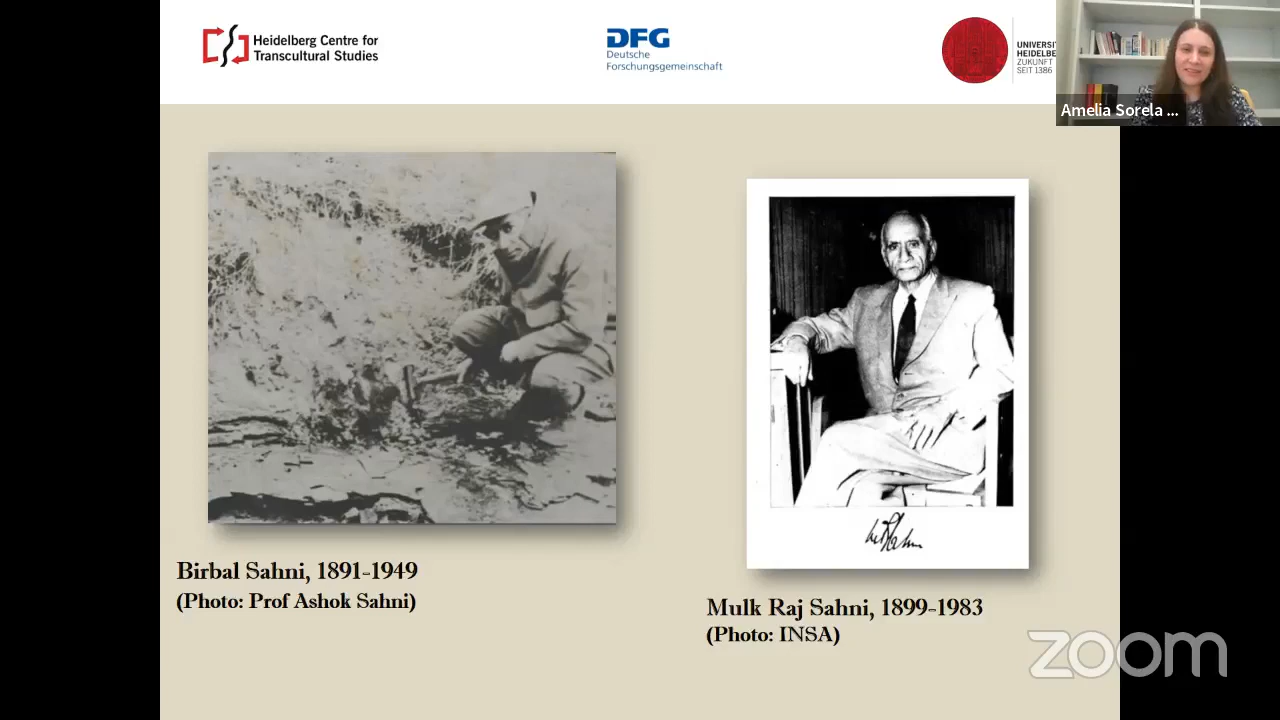 Heidelberg Centre for
Transcultural Studies
DFG
Deutsche
Forschungsgemeinschaft
UNIVERSIT
HEIDELBE
ZUKUNFT
SEIT 1386
Amelia Sorela ...
Birbal Sahni, 1891-1949
(Photo: Prof Ashok Sahni)
Mulk Raj Sahni, 1899-1983
(Photo: INSA)
zoom